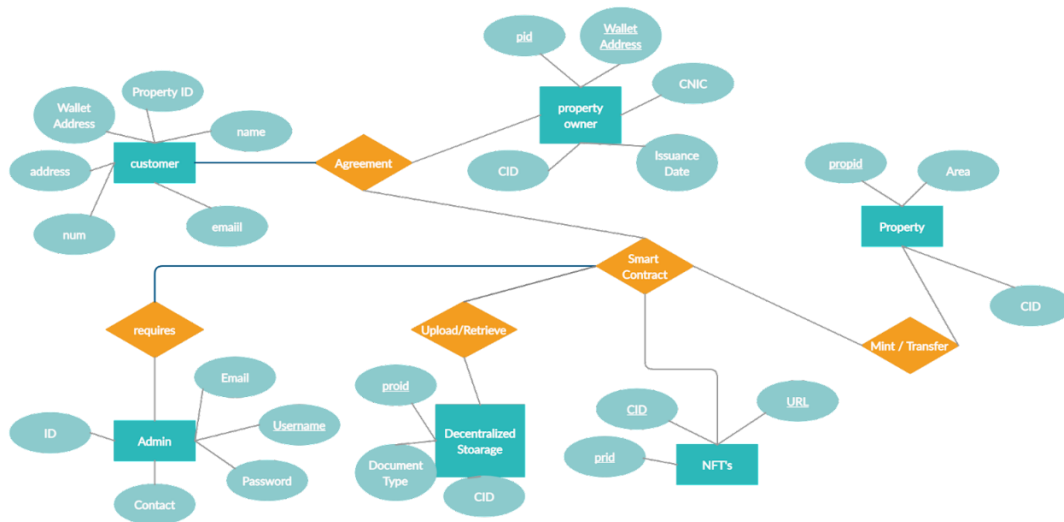 pid
Wallet
Address
Property ID
CNIC
Wallet
Address
property
owner
name
customer
Agreement
address
CID
Issuance
Date
propid
Area
num
emaiil
Property
Smart
Contract
CID
requires
Upload/Retrieve
Mint / Transfer
Email
proid
URL
CID
Username
ID
Admin
Decentralized
Stoarage
prid
NFT's
Document
Type
Password
CID
Contact